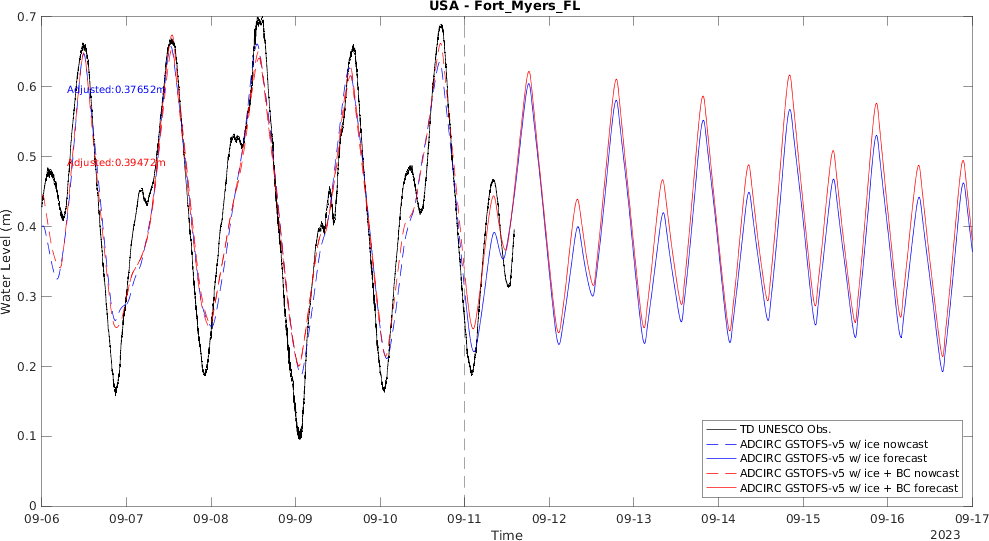 USA - Fort_Myers_FL
0.7
0.6
0.5
0.4
0.3
0.2
0.1
0
Water Level (m)
Adjusted:0.37652m
Adjusted:0.39472m
TD UNESCO Obs.
ADCIRC GSTOFS-v5 w/ ice nowcast
ADCIRC GSTOFS-v5 w/ ice forecast
ADCIRC GSTOFS-v5 w/ ice + BC nowcast
ADCIRC GSTOFS-v5 w/ ice + BC forecast
09-06 09-07 09-08 09-09 09-10 09-11 09-12 09-13 09-14 09-15 09-16 09-17
Time
2023